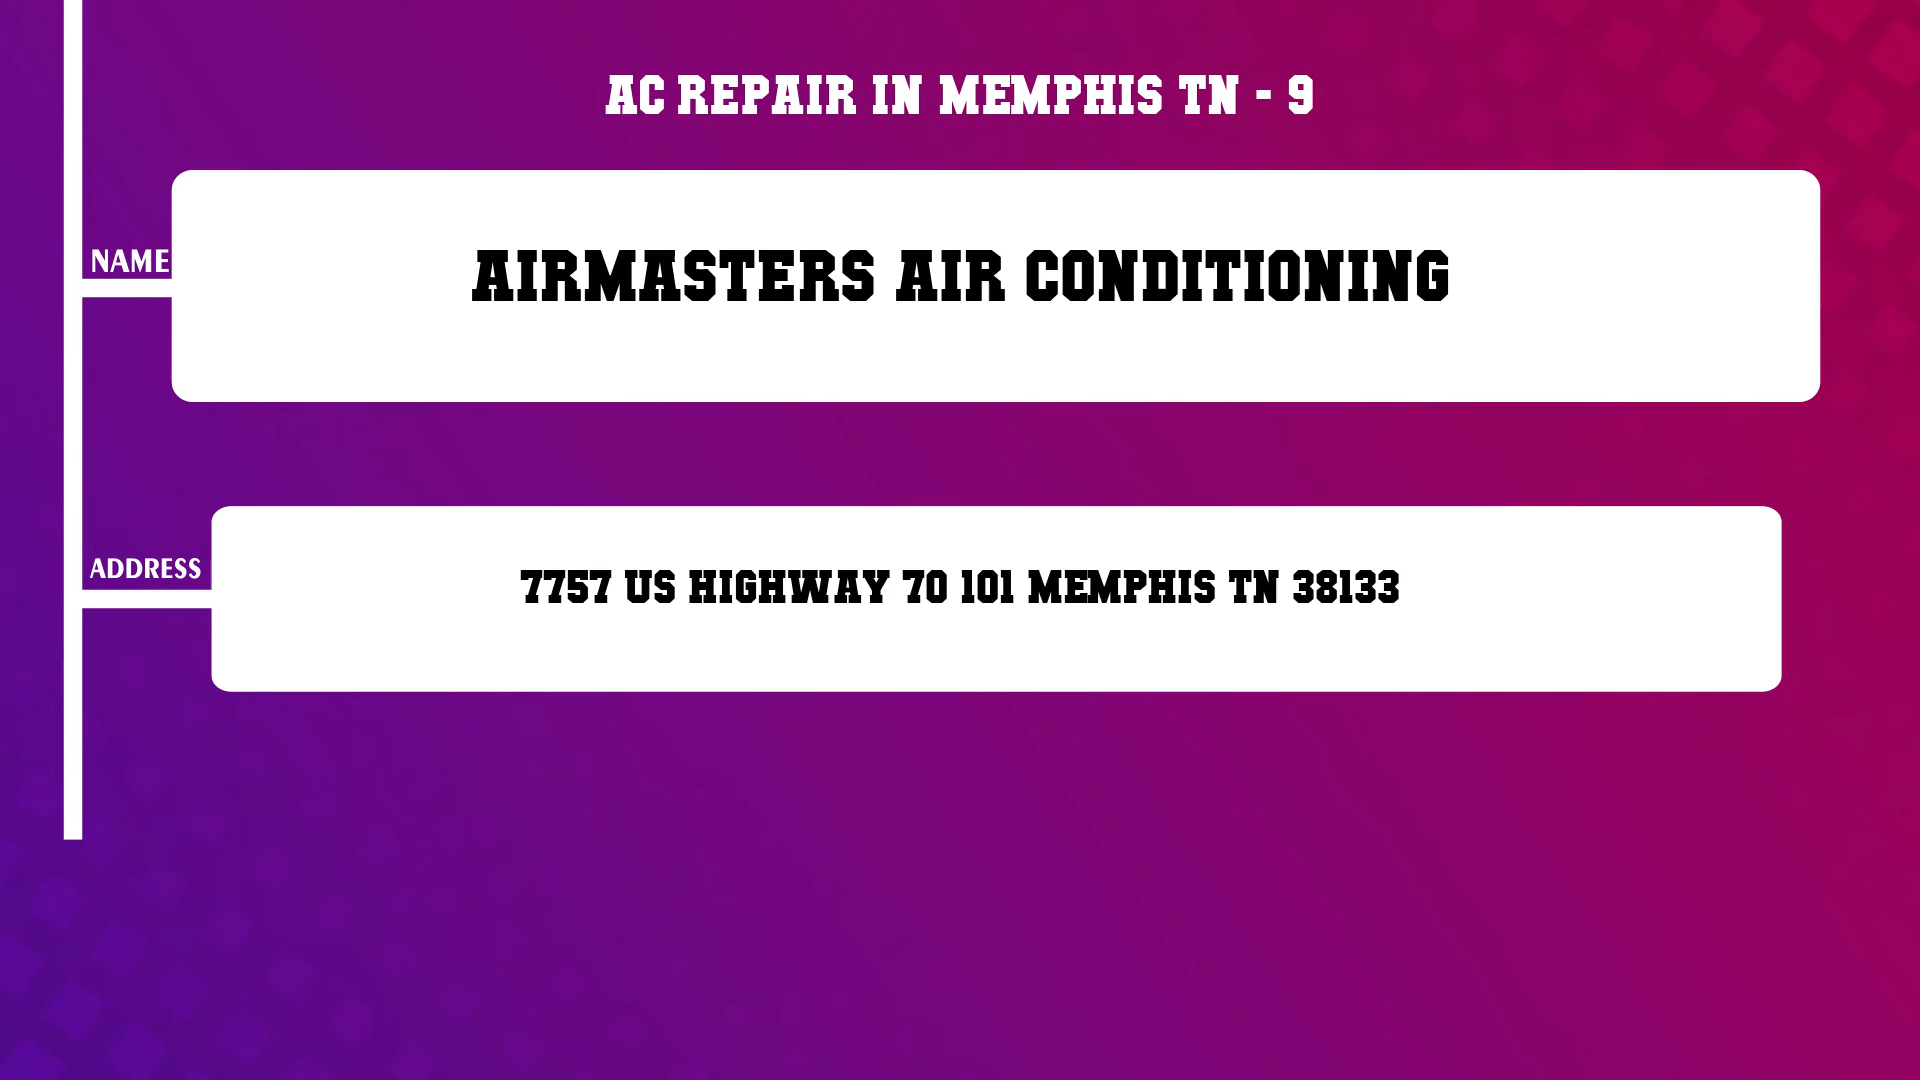 AC REPAIR IN MEMPHIS TN - 9
NAME
AIRMASTERS AIR CONDITIONING
ADDRESS
7757 US HIGHWAY 70 101 MEMPHIS TN 38133